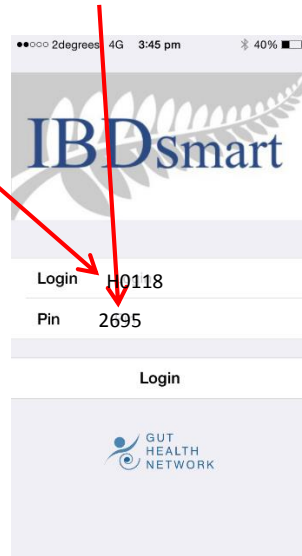 2degrees 4G 3:45 pm 40%
IBDsmart
Login H0118
Pin 2695
Login
GUT
HEALTH
NETWORK